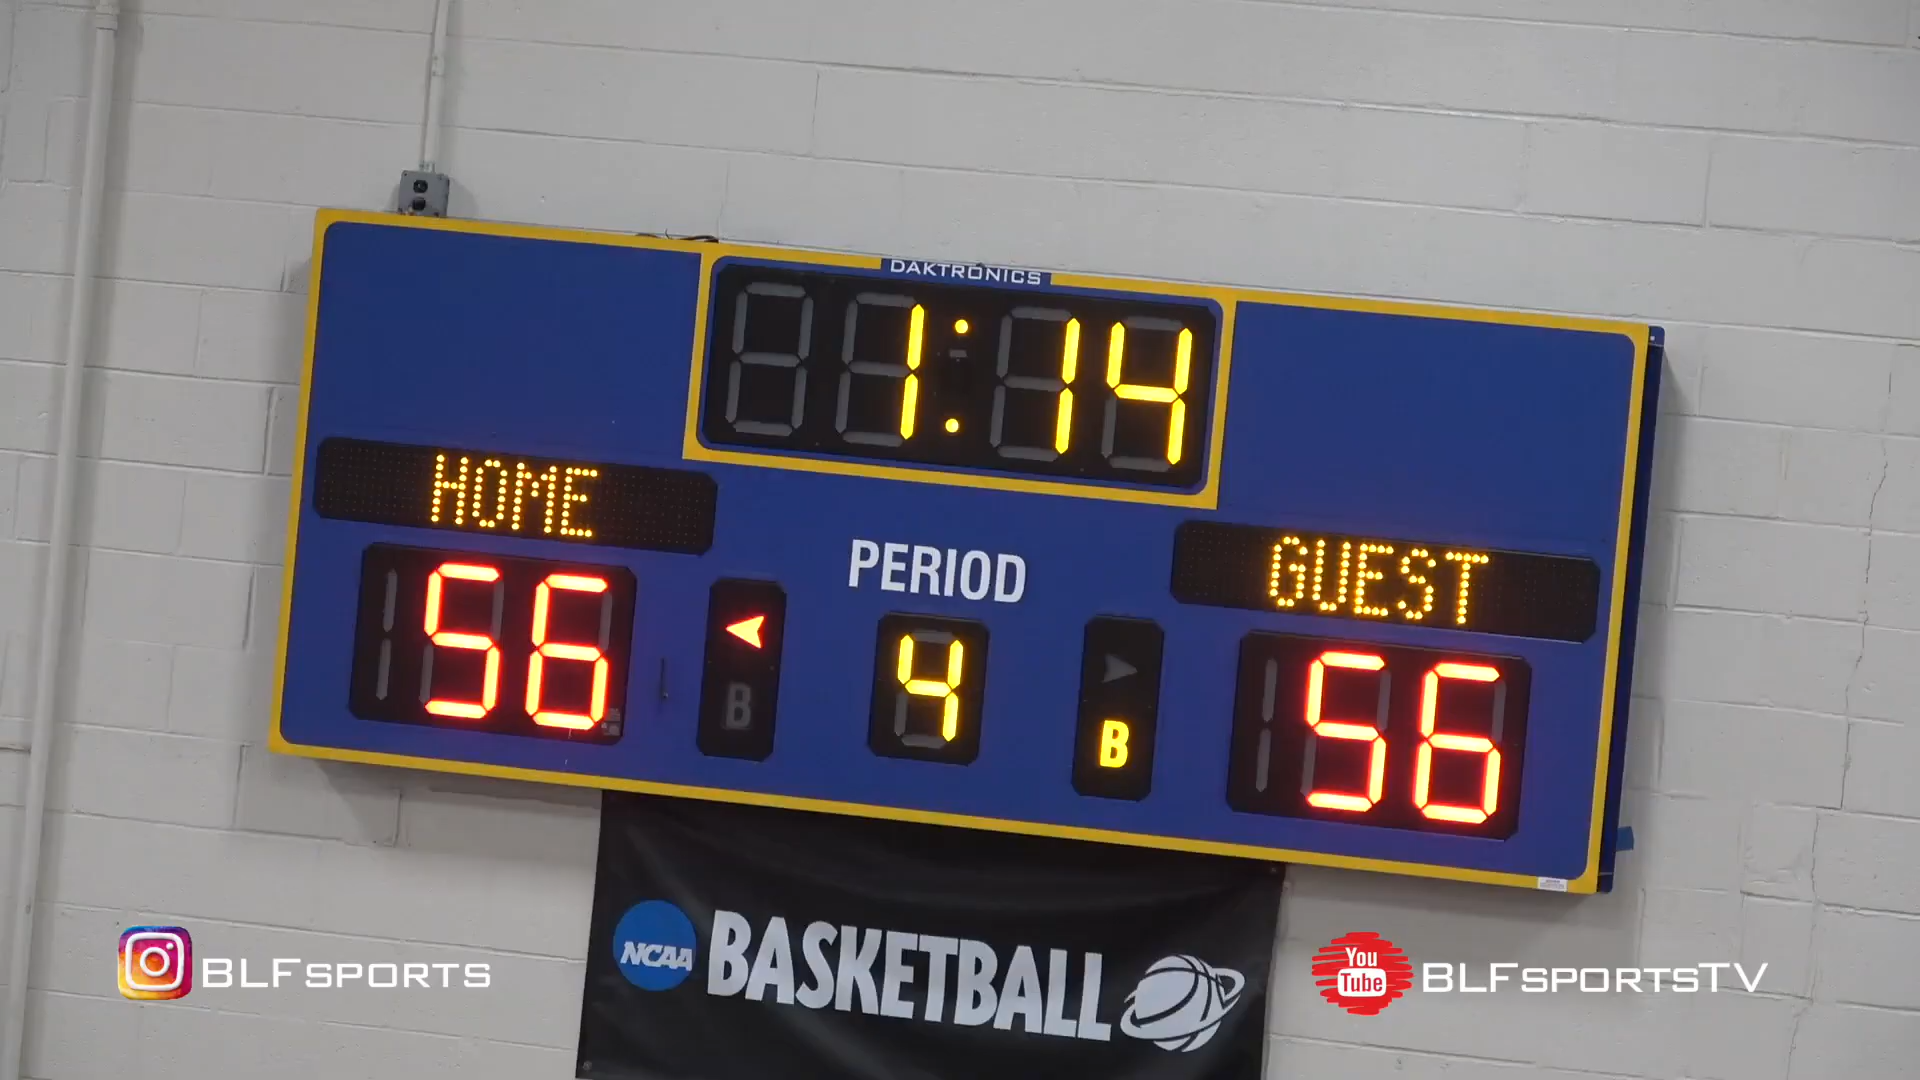 DAKTRONICS
1:14
HOME
GUEST
PERIOD
56
4
56
B
B
NCAA BASKETBALL
BLFSPORTS
You Tube BLFSPORTSTV